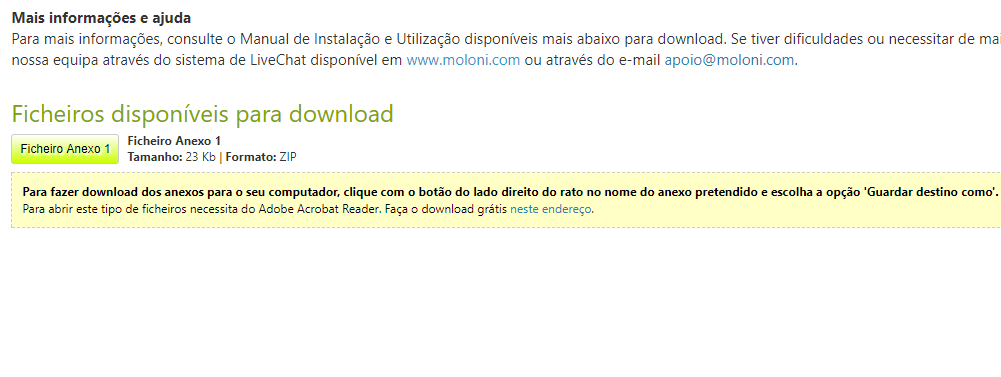 Mais informações e ajuda
Para mais informações, consulte o Manual de Instalação e Utilização disponíveis mais abaixo para download. Se tiver dificuldades ou necessitar de mai
nossa equipa através do sistema de LiveChat disponível em www.moloni.com ou através do e-mail apoio@moloni.com.
Ficheiros disponíveis para download
Ficheiro Anexo 1
Ficheiro Anexo 1
Tamanho: 23 Kb | Formato: ZIP
Para fazer download dos anexos para o seu computador, clique com o botão do lado direito do rato no nome do anexo pretendido e escolha a opção 'Guardar destino como'.
Para abrir este tipo de ficheiros necessita do Adobe Acrobat Reader. Faça o download grátis neste endereço.